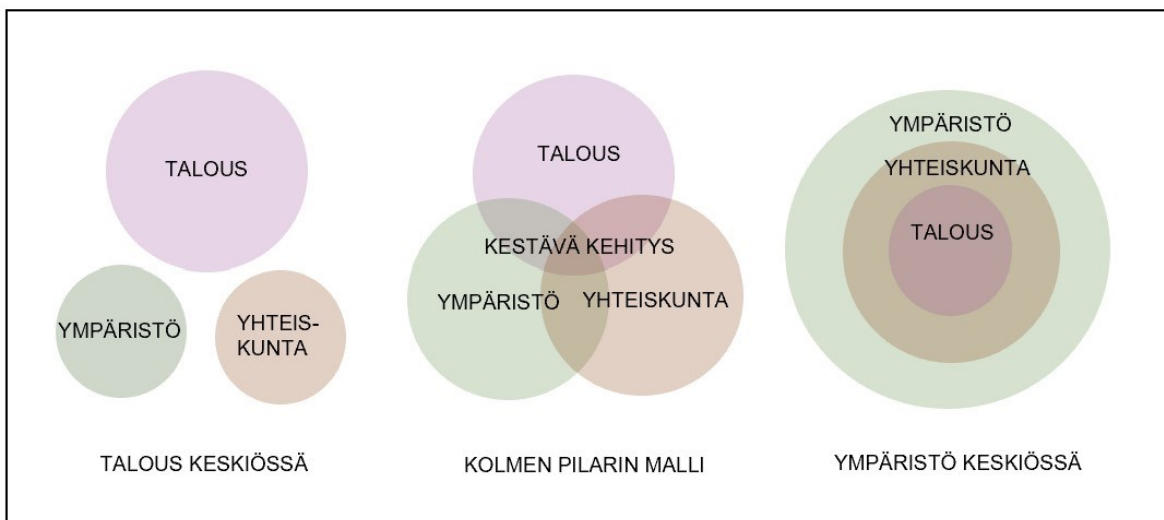 TALOUS
YMPÄRISTÖ
YHTEIS-
KUNTA
TALOUS KESKIÖSSÄ
TALOUS
KESTÄVÄ KEHITYS
YMPÄRISTÖ
YHTEISKUNTA
KOLMEN PILARIN MALLI
YMPÄRISTÖ
YHTEISKUNTA
TALOUS
YMPÄRISTÖ KESKIÖSSÄ